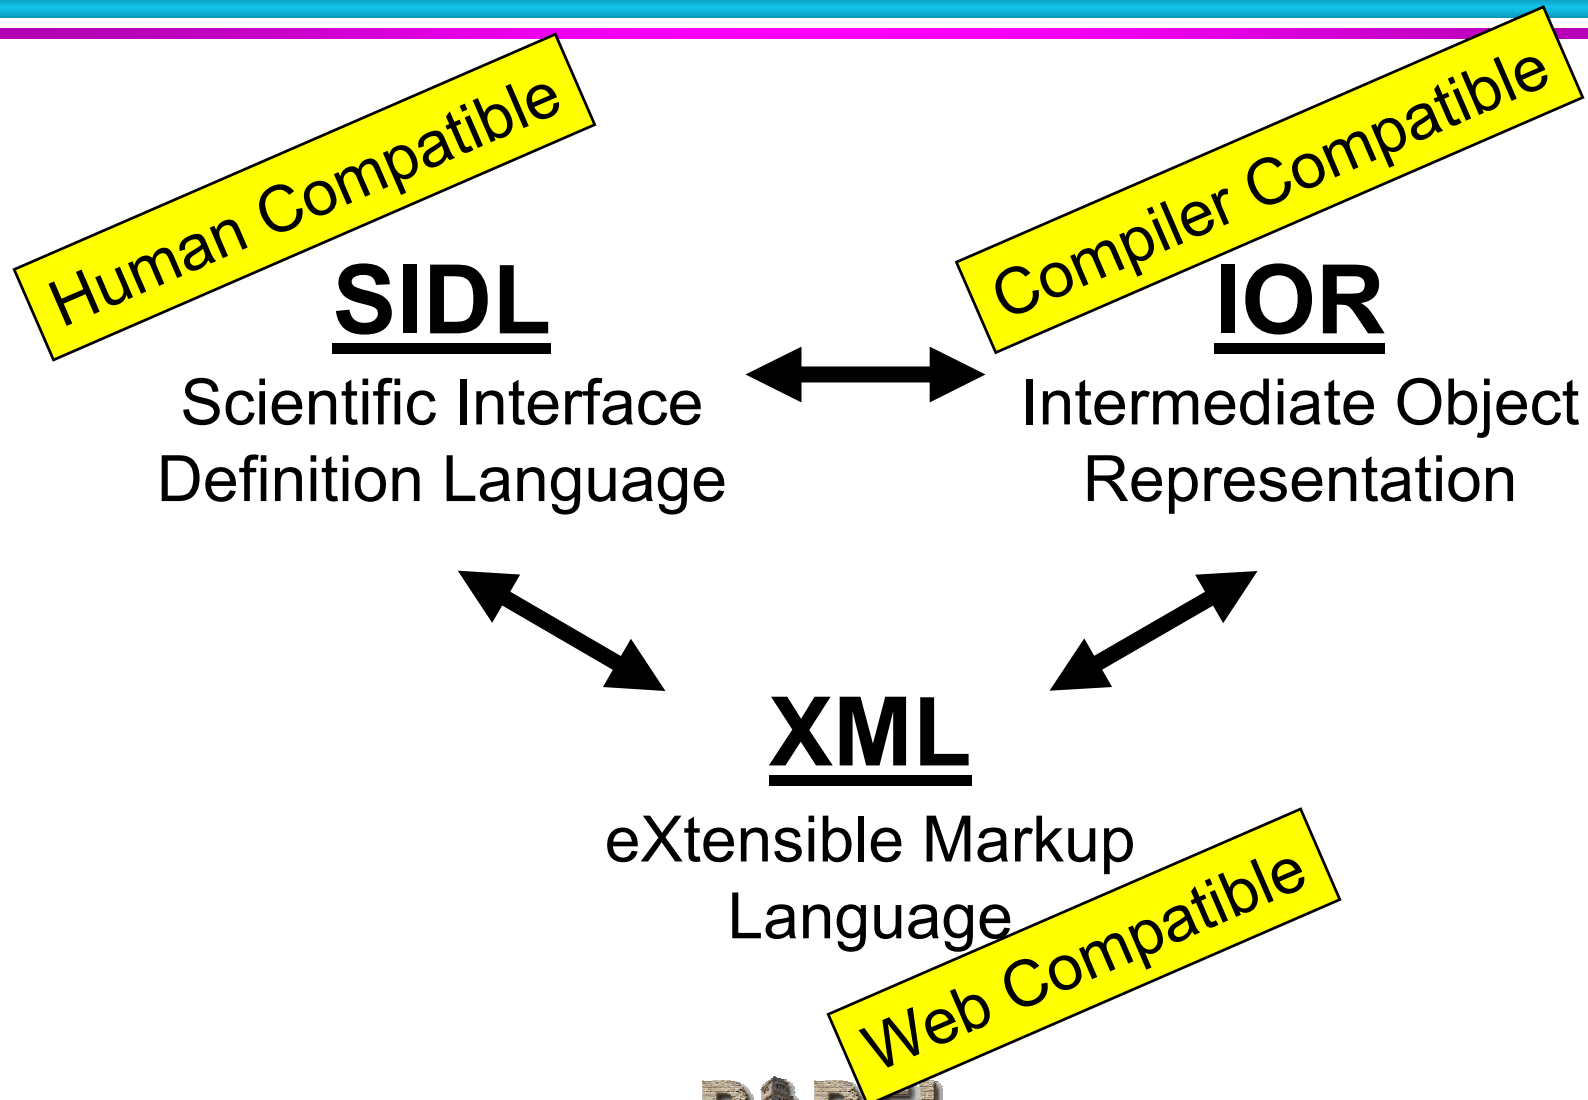 Human Compatible
SIDL
Scientific Interface
Definition Language
Compiler Compatible
IOR
Intermediate Object
Representation
XML
eXtensible Markup
Language
Web Compatible